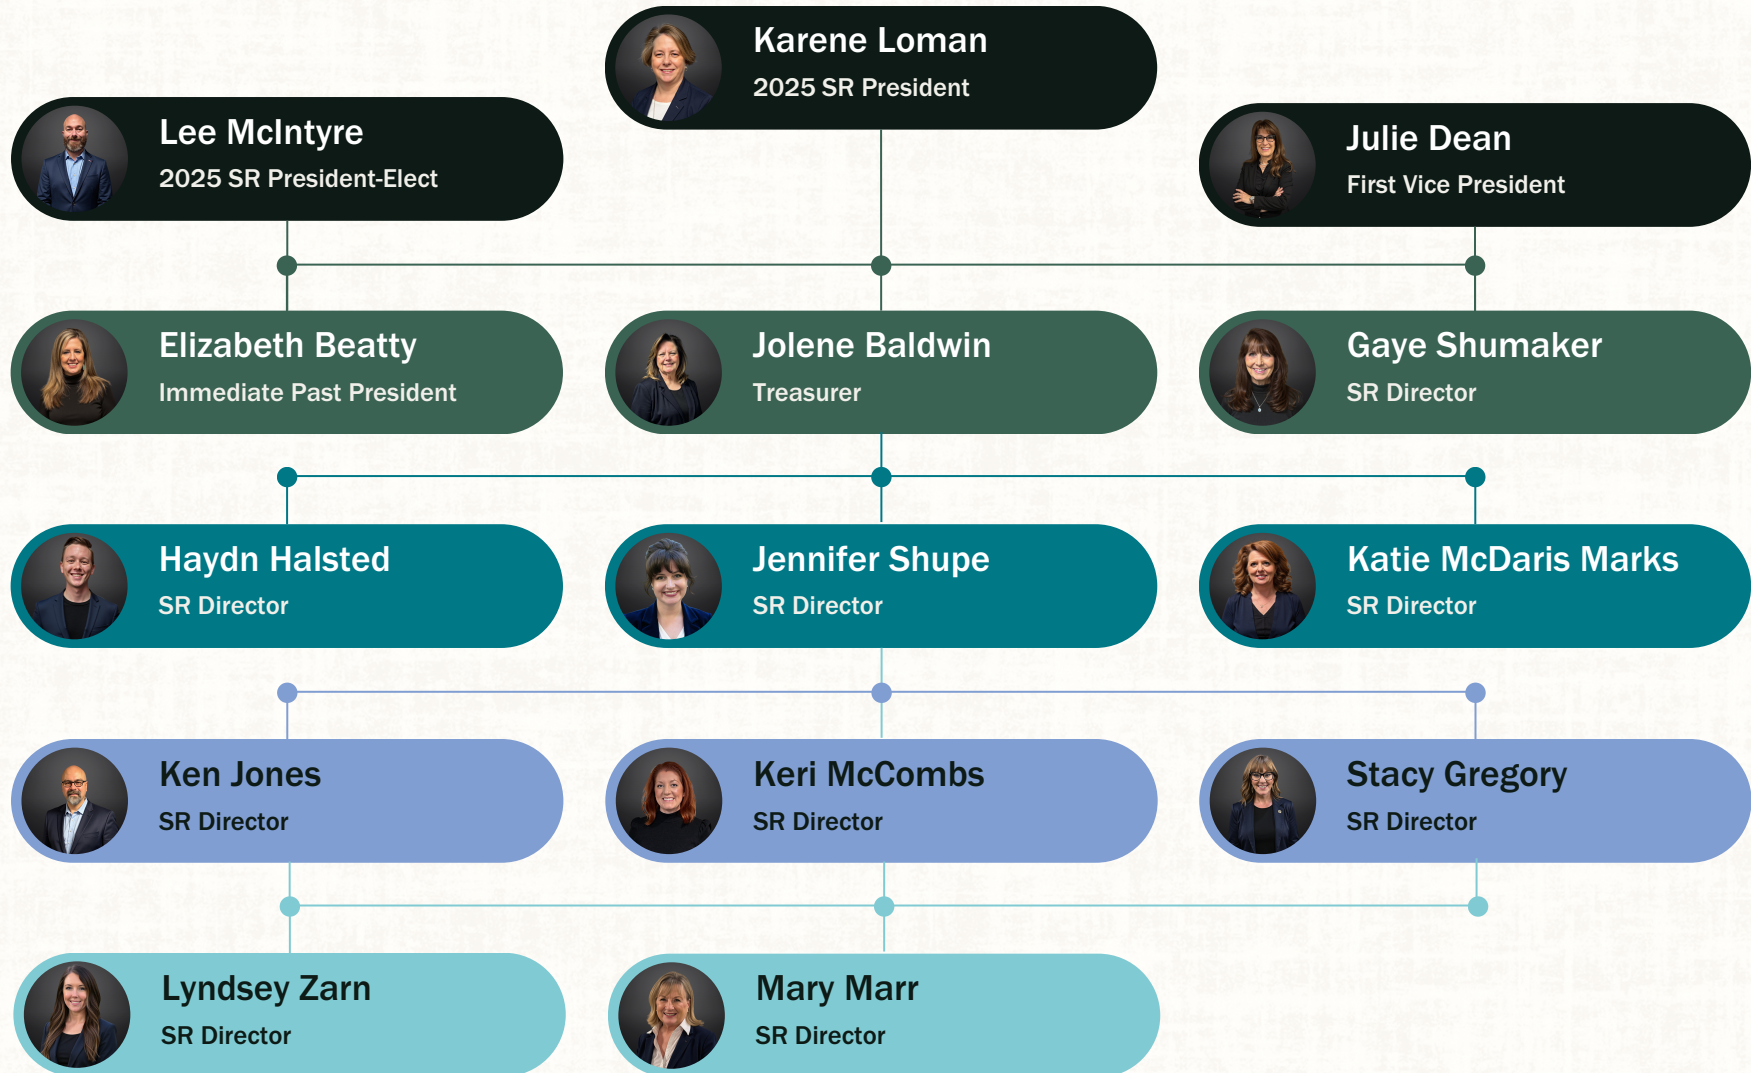 Karene Loman
2025 SR President
Lee McIntyre
2025 SR President-Elect
Julie Dean
First Vice President
Elizabeth Beatty
Immediate Past President
Jolene Baldwin
Treasurer
Gaye Shumaker
SR Director
Haydn Halsted
SR Director
Jennifer Shupe
SR Director
Katie McDaris Marks
SR Director
Ken Jones
SR Director
Keri McCombs
SR Director
Stacy Gregory
SR Director
Lyndsey Zarn
SR Director
Mary Marr
SR Director